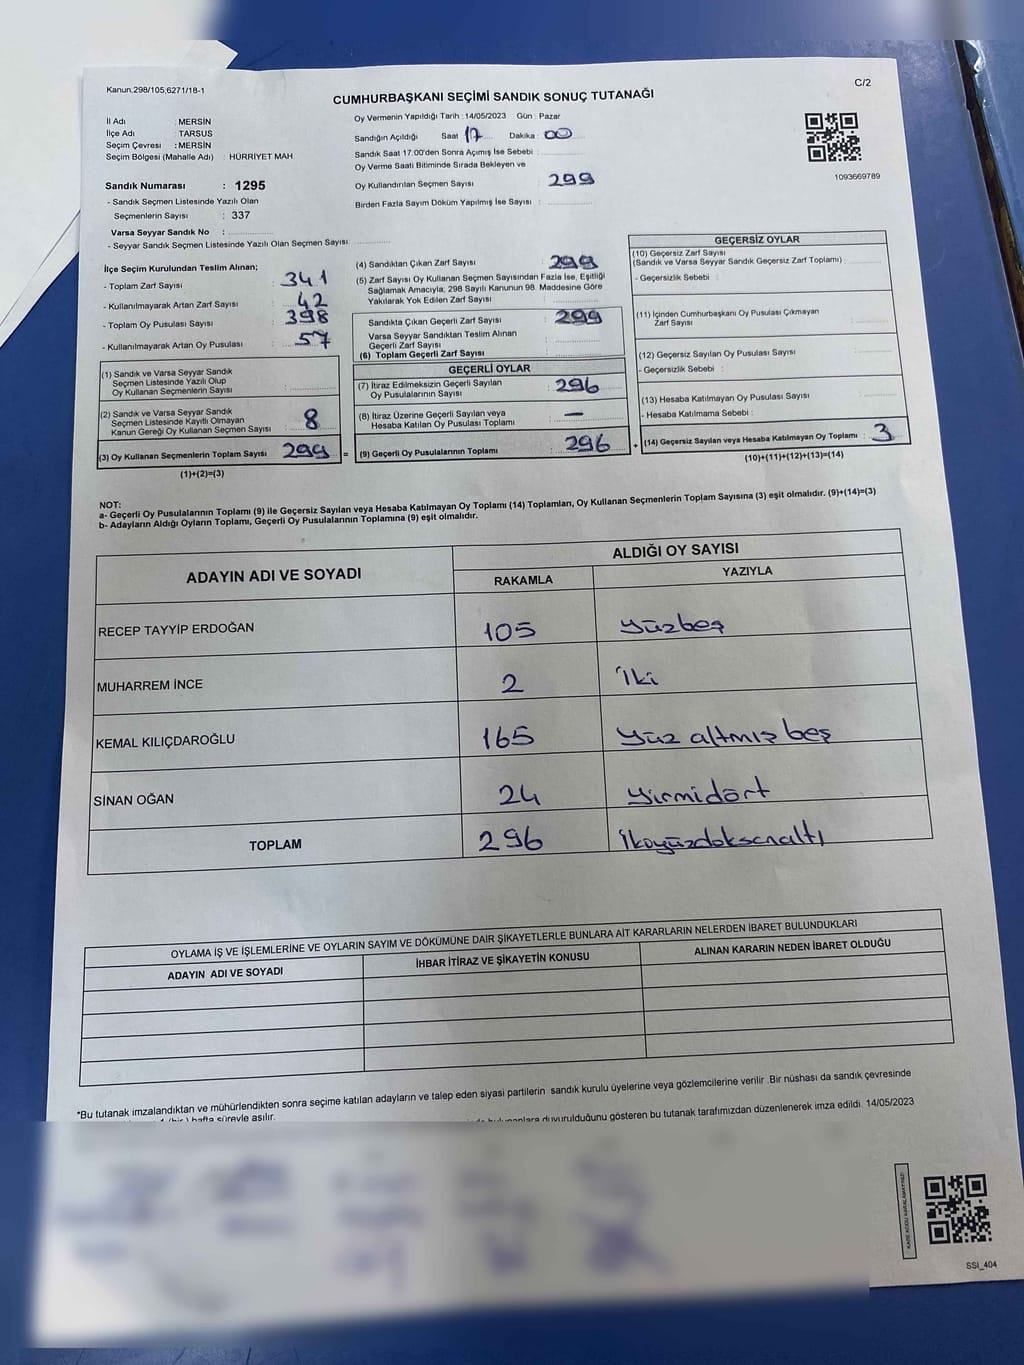 Kanun;298/105;6271/18-1
C/2
CUMHURBAŞKANI SEÇİMİ SANDIK SONUÇ TUTANAĞI
İl Adı : MERSİN
İlçe Adı : TARSUS
Seçim Çevresi : MERSİN
Seçim Bölgesi (Mahalle Adı) : HÜRRİYET MAH.
Sandık Numarası : 1295
- Sandık Seçmen Listesinde Yazılı Olan
Seçmenlerin Sayısı : 337
Varsa Seyyar Sandık No :
- Seyyar Sandık Seçmen Listesinde Yazılı Olan Seçmen Sayısı
Oy Vermenin Yapıldığı Tarih : 14/05/2023 Gün : Pazar
Sandığın Açıldığı Saat 17 Dakika : 00
Sandık Saat 17.00'den Sonra Açımış İse Sebebi :
Oy Verme Saati Bitiminde Sırada Bekleyen ve
Oy Kullandırılan Seçmen Sayısı : 299
Birden Fazla Sayım Döküm Yapılmış İse Sayısı :
1093669789
İlçe Seçim Kurulundan Teslim Alınan;
- Toplam Zarf Sayısı : 341
- Kullanılmayarak Artan Zarf Sayısı : 42
- Toplam Oy Pusulası Sayısı : 398
- Kullanılmayarak Artan Oy Pusulası : 57
(1) Sandık ve Varsa Seyyar Sandık
Seçmen Listesinde Yazılı Olup
Oy Kullanan Seçmenlerin Sayısı :
(2) Sandık ve Varsa Seyyar Sandık
Seçmen Listesinde Kayıtlı Olmayan
Kanun Gereği Oy Kullanan Seçmen Sayısı : 8
(3) Oy Kullanan Seçmenlerin Toplam Sayısı 299 =
(1)+(2)=(3)
(4) Sandıktan Çıkan Zarf Sayısı : 299
(5) Zarf Sayısı Oy Kullanan Seçmen Sayısından Fazla İse, Eşitliği
Sağlamak Amacıyla; 298 Sayılı Kanunun 98. Maddesine Göre
Yakılarak Yok Edilen Zarf Sayısı :
Sandıkta Çıkan Geçerli Zarf Sayısı : 299
Varsa Seyyar Sandıktan Teslim Alınan
Geçerli Zarf Sayısı
(6) Toplam Geçerli Zarf Sayısı :
GEÇERLİ OYLAR
(7) İtiraz Edilmeksizin Geçerli Sayılan
Oy Pusulalarının Sayısı : 296
(8) İtiraz Üzerine Geçerli Sayılan veya
Hesaba Katılan Oy Pusulası Toplamı : —
(9) Geçerli Oy Pusulalarının Toplamı : 296 +
GEÇERSİZ OYLAR
(10) Geçersiz Zarf Sayısı
(Sandık ve Varsa Seyyar Sandık Geçersiz Zarf Toplamı) :
- Geçersizlik Sebebi :
(11) İçinden Cumhurbaşkanı Oy Pusulası Çıkmayan
Zarf Sayısı :
(12) Geçersiz Sayılan Oy Pusulası Sayısı :
- Geçersizlik Sebebi :
(13) Hesaba Katılmayan Oy Pusulası Sayısı :
- Hesaba Katılmama Sebebi :
(14) Geçersiz Sayılan veya Hesaba Katılmayan Oy Toplamı : 3
(10)+(11)+(12)+(13)=(14)
NOT:
a- Geçerli Oy Pusulalarının Toplamı (9) ile Geçersiz Sayılan veya Hesaba Katılmayan Oy Toplamı (14) Toplamları, Oy Kullanan Seçmenlerin Toplam Sayısına (3) eşit olmalıdır. (9)+(14)=(3)
b- Adayların Aldığı Oyların Toplamı, Geçerli Oy Pusulalarının Toplamına (9) eşit olmalıdır.
ADAYIN ADI VE SOYADI
ALDIĞI OY SAYISI
RAKAMLA YAZIYLA
RECEP TAYYİP ERDOĞAN 105 yüzbeş
MUHARREM İNCE 2 İki
KEMAL KILIÇDAROĞLU 165 yüz altmış beş
SİNAN OĞAN 24 yirmidört
TOPLAM 296 İkoyüzdoksanaltı
OYLAMA İŞ VE İŞLEMLERİNE VE OYLARIN SAYIM VE DÖKÜMÜNE DAİR ŞİKAYETLERLE BUNLARA AİT KARARLARIN NELERDEN İBARET BULUNDUKLARI
ADAYIN ADI VE SOYADI İHBAR İTİRAZ VE ŞİKAYETİN KONUSU ALINAN KARARIN NEDEN İBARET OLDUĞU
*Bu tutanak imzalandıktan ve mühürlendikten sonra seçime katılan adayların ve talep eden siyasi partilerin sandık kurulu üyelerine veya gözlemcilerine verilir .Bir nüshası da sandık çevresinde
(bir ) hafta süreyle asılır.
duyurulduğunu gösteren bu tutanak tarafımızdan düzenlenerek imza edildi. 14/05/2023
SSI_404